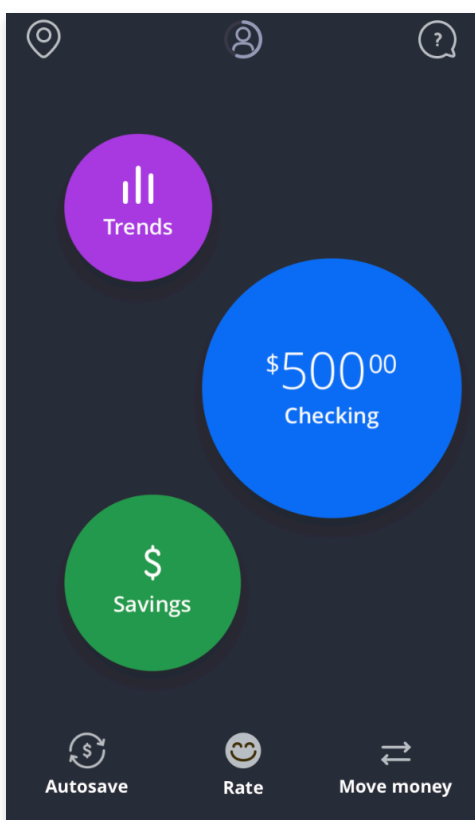 ?
Trends
$500⁰⁰
Checking
$
Savings
$
Autosave
Rate
Move money